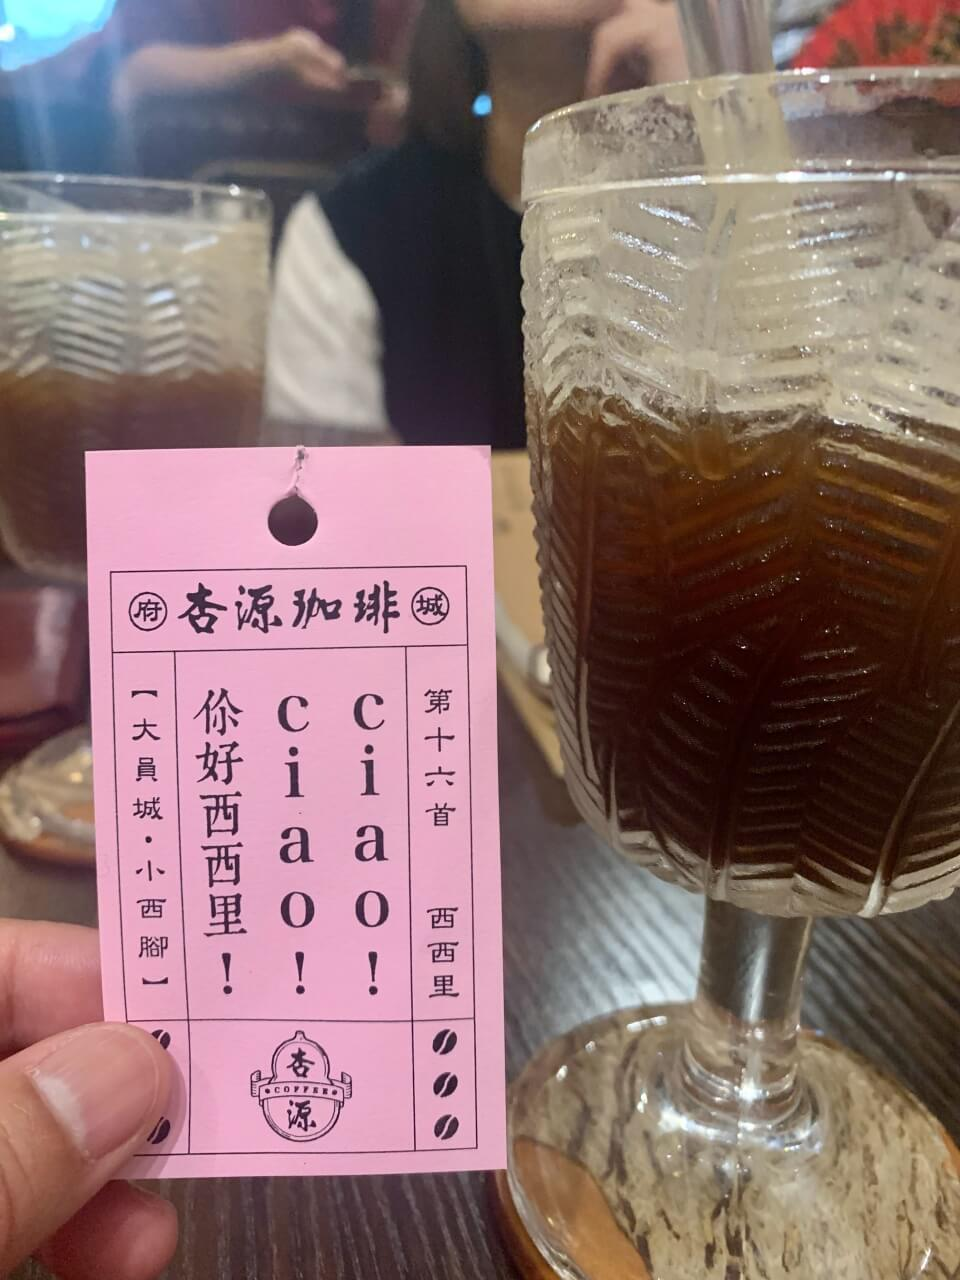 府 杏源珈琲 城
第十六首 西西里
ciao!
ciao!
伱好西西里!
【大員城・小西腳】
杏
COFFEE
源